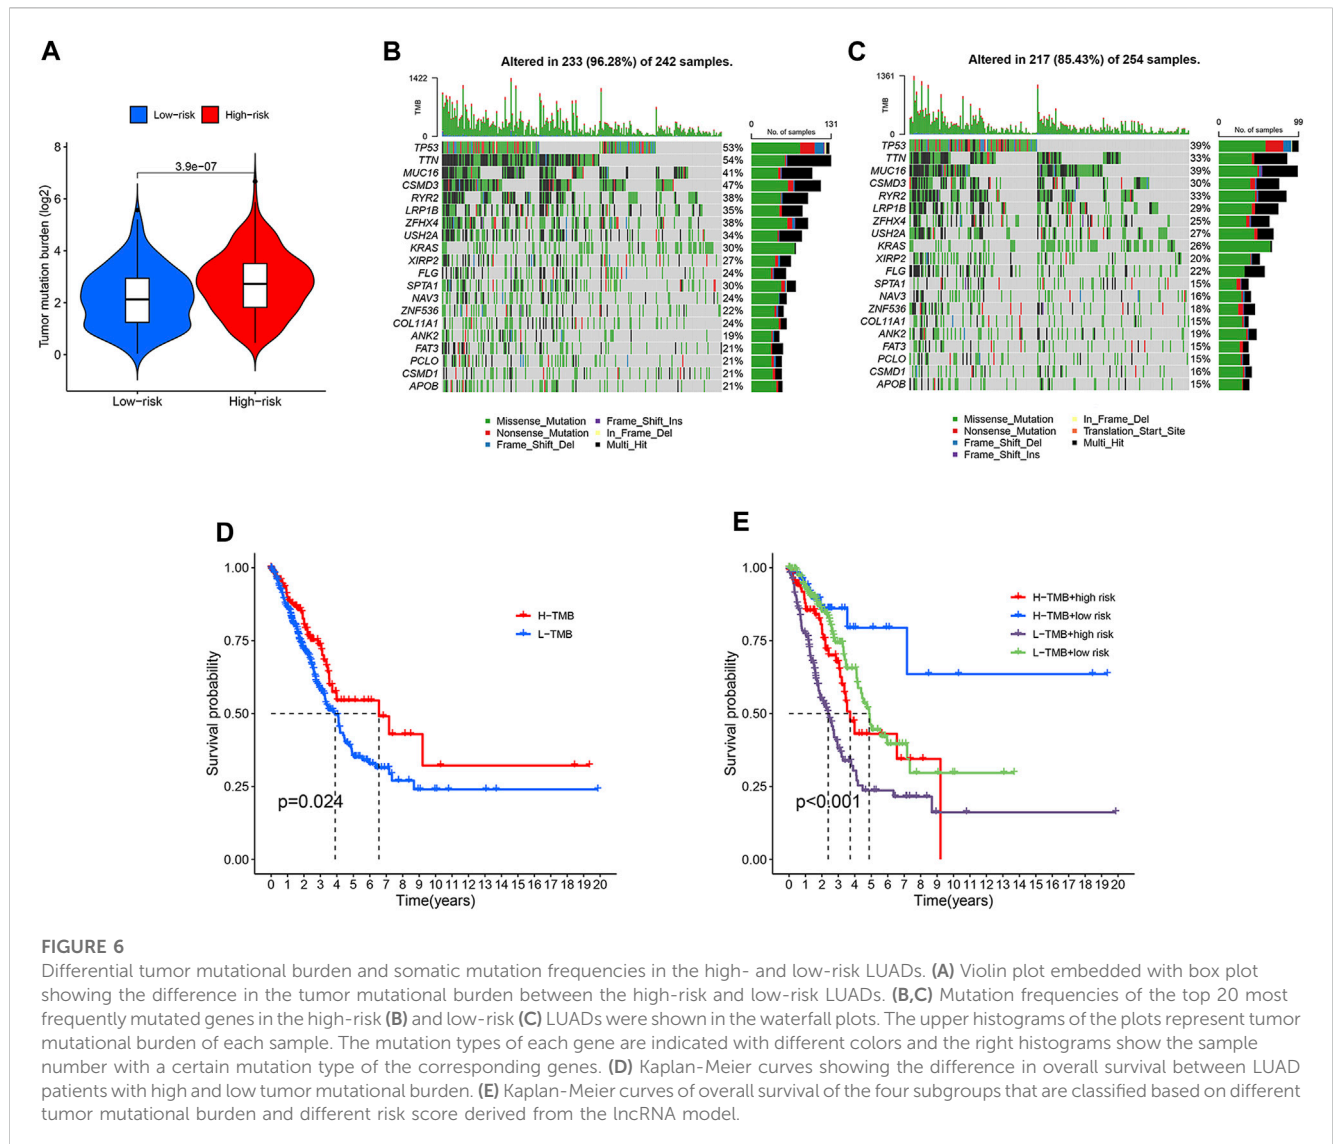 A
Low-risk High-risk
Tumor mutation burden (log2)
8
6
4
2
0
3.9e-07
Low-risk High-risk
B
Altered in 233 (96.28%) of 242 samples.
1422
TMB
0
0 131
No. of samples
TP53 53%
TTN 54%
MUC16 41%
CSMD3 47%
RYR2 38%
LRP1B 35%
ZFHX4 38%
USH2A 34%
KRAS 30%
XIRP2 27%
FLG 24%
SPTA1 30%
NAV3 24%
ZNF536 22%
COL11A1 24%
ANK2 19%
FAT3 21%
PCLO 21%
CSMD1 21%
APOB 21%
Missense_Mutation Frame_Shift_Ins
Nonsense_Mutation In_Frame_Del
Frame_Shift_Del Multi_Hit
C
Altered in 217 (85.43%) of 254 samples.
1361
TMB
0
0 99
No. of samples
TP53 39%
TTN 33%
MUC16 39%
CSMD3 30%
RYR2 33%
LRP1B 29%
ZFHX4 25%
USH2A 27%
KRAS 26%
XIRP2 20%
FLG 22%
SPTA1 15%
NAV3 16%
ZNF536 18%
COL11A1 15%
ANK2 19%
FAT3 15%
PCLO 15%
CSMD1 16%
APOB 15%
Missense_Mutation In_Frame_Del
Nonsense_Mutation Translation_Start_Site
Frame_Shift_Del Multi_Hit
Frame_Shift_Ins
D
Survival probability
1.00
0.75
0.50
0.25
0.00
H-TMB
L-TMB
p=0.024
0 1 2 3 4 5 6 7 8 9 10 11 12 13 14 15 16 17 18 19 20
Time(years)
E
Survival probability
1.00
0.75
0.50
0.25
0.00
H-TMB+high risk
H-TMB+low risk
L-TMB+high risk
L-TMB+low risk
p<0.001
0 1 2 3 4 5 6 7 8 9 10 11 12 13 14 15 16 17 18 19 20
Time(years)
FIGURE 6
Differential tumor mutational burden and somatic mutation frequencies in the high- and low-risk LUADs. (A) Violin plot embedded with box plot
showing the difference in the tumor mutational burden between the high-risk and low-risk LUADs. (B,C) Mutation frequencies of the top 20 most
frequently mutated genes in the high-risk (B) and low-risk (C) LUADs were shown in the waterfall plots. The upper histograms of the plots represent tumor
mutational burden of each sample. The mutation types of each gene are indicated with different colors and the right histograms show the sample
number with a certain mutation type of the corresponding genes. (D) Kaplan-Meier curves showing the difference in overall survival between LUAD
patients with high and low tumor mutational burden. (E) Kaplan-Meier curves of overall survival of the four subgroups that are classified based on different
tumor mutational burden and different risk score derived from the lncRNA model.